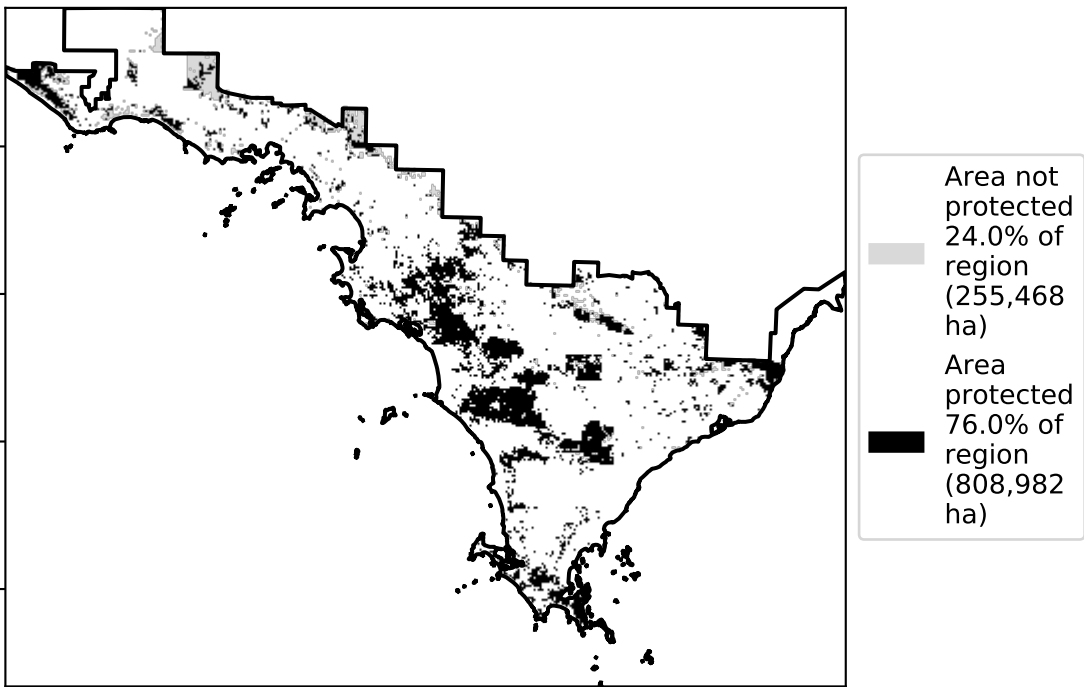 Area not
protected
24.0% of
region
(255,468
ha)
Area
protected
76.0% of
region
(808,982
ha)